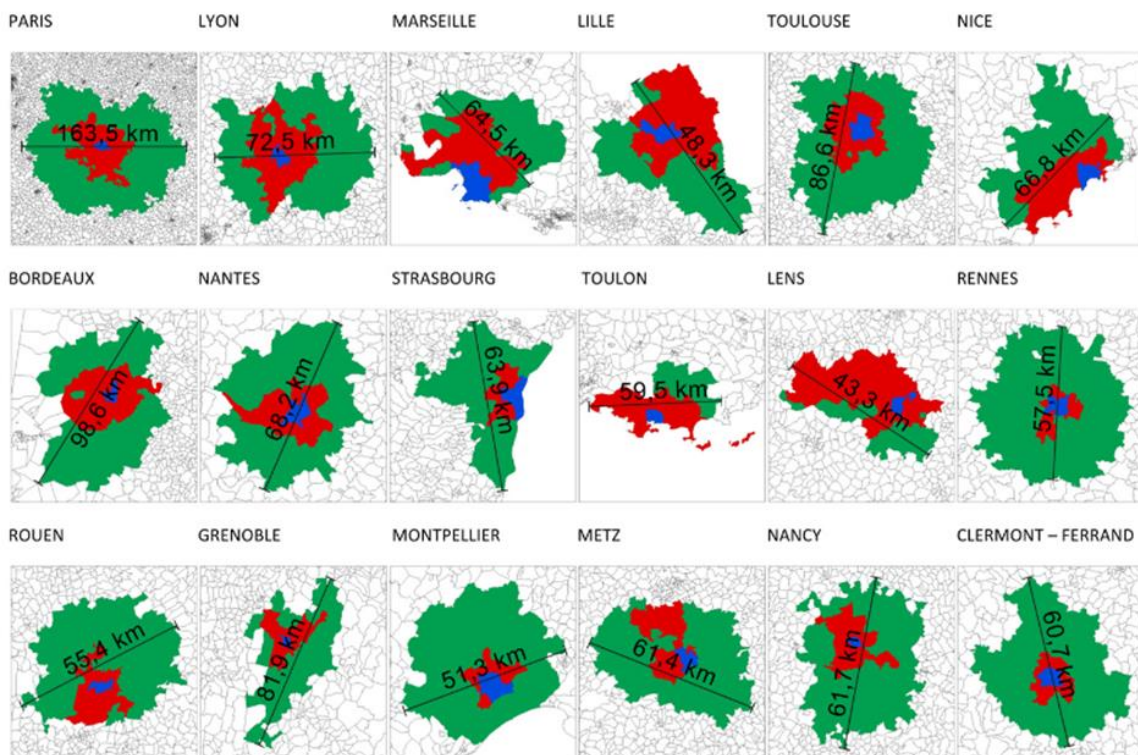 PARIS LYON MARSEILLE LILLE TOULOUSE NICE
163,5 km 72,5 km 64,5 km 48,3 km 86,6 km 66,8 km
BORDEAUX NANTES STRASBOURG TOULON LENS RENNES
98,6 km 68,2 km 63,9 km 59,5 km 43,3 km 57,5 km
ROUEN GRENOBLE MONTPELLIER METZ NANCY CLERMONT – FERRAND
55,4 km 81,9 km 51,3 km 61,4 km 61,7 km 60,7 km